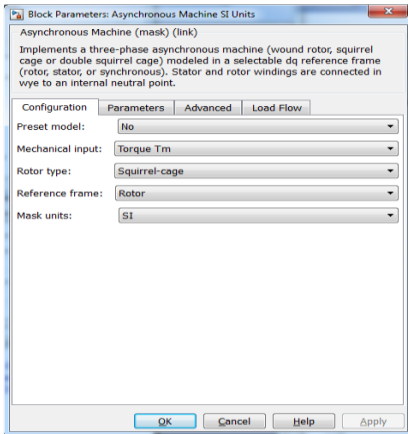 Block Parameters: Asynchronous Machine SI Units
Asynchronous Machine (mask) (link)
Implements a three-phase asynchronous machine (wound rotor, squirrel
cage or double squirrel cage) modeled in a selectable dq reference frame
(rotor, stator, or synchronous). Stator and rotor windings are connected in
wye to an internal neutral point.
Configuration Parameters Advanced Load Flow
Preset model: No
Mechanical input: Torque Tm
Rotor type: Squirrel-cage
Reference frame: Rotor
Mask units: SI
OK Cancel Help Apply